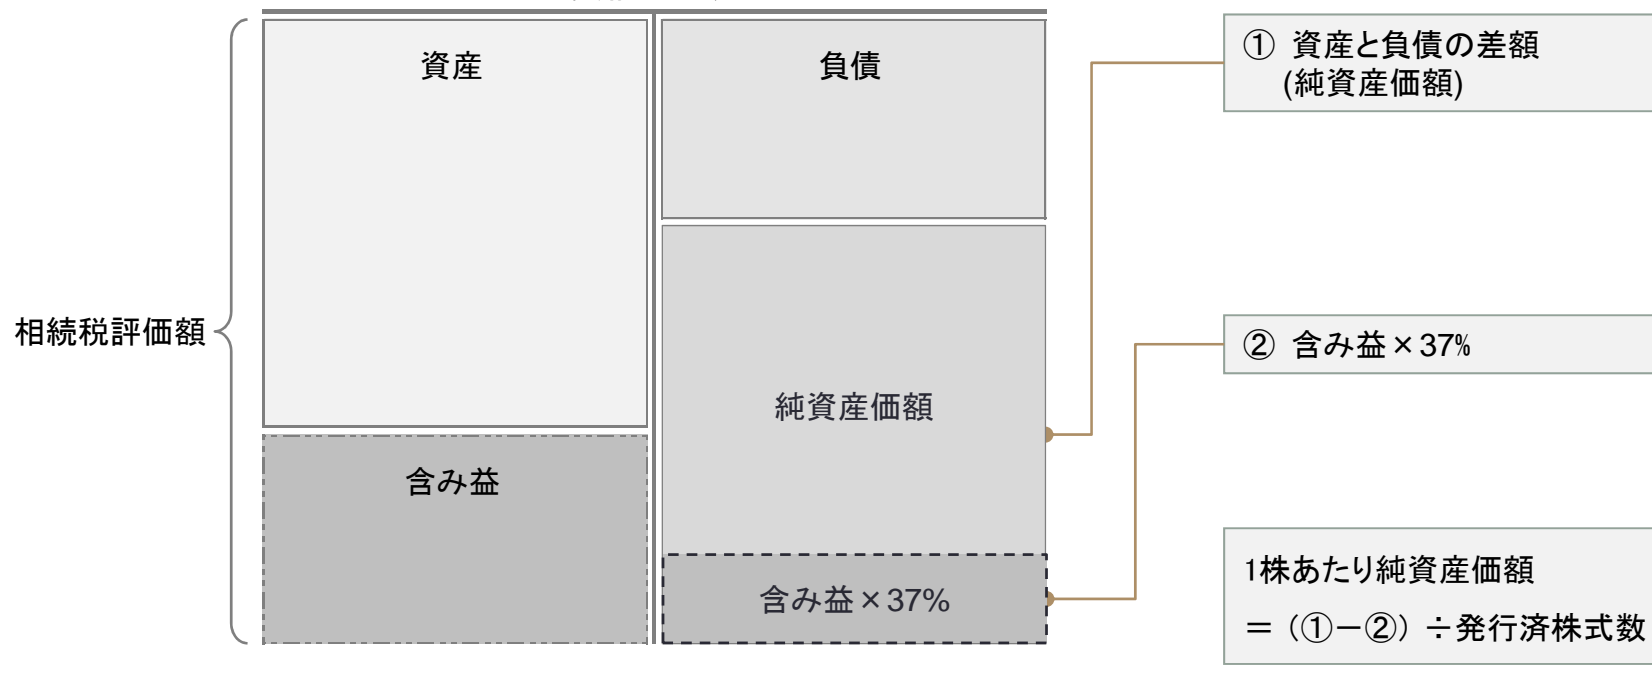 資産
負債
① 資産と負債の差額
(純資産価額)
相続税評価額
② 含み益×37%
純資産価額
含み益
含み益×37%
1株あたり純資産価額
=(①-②)÷発行済株式数